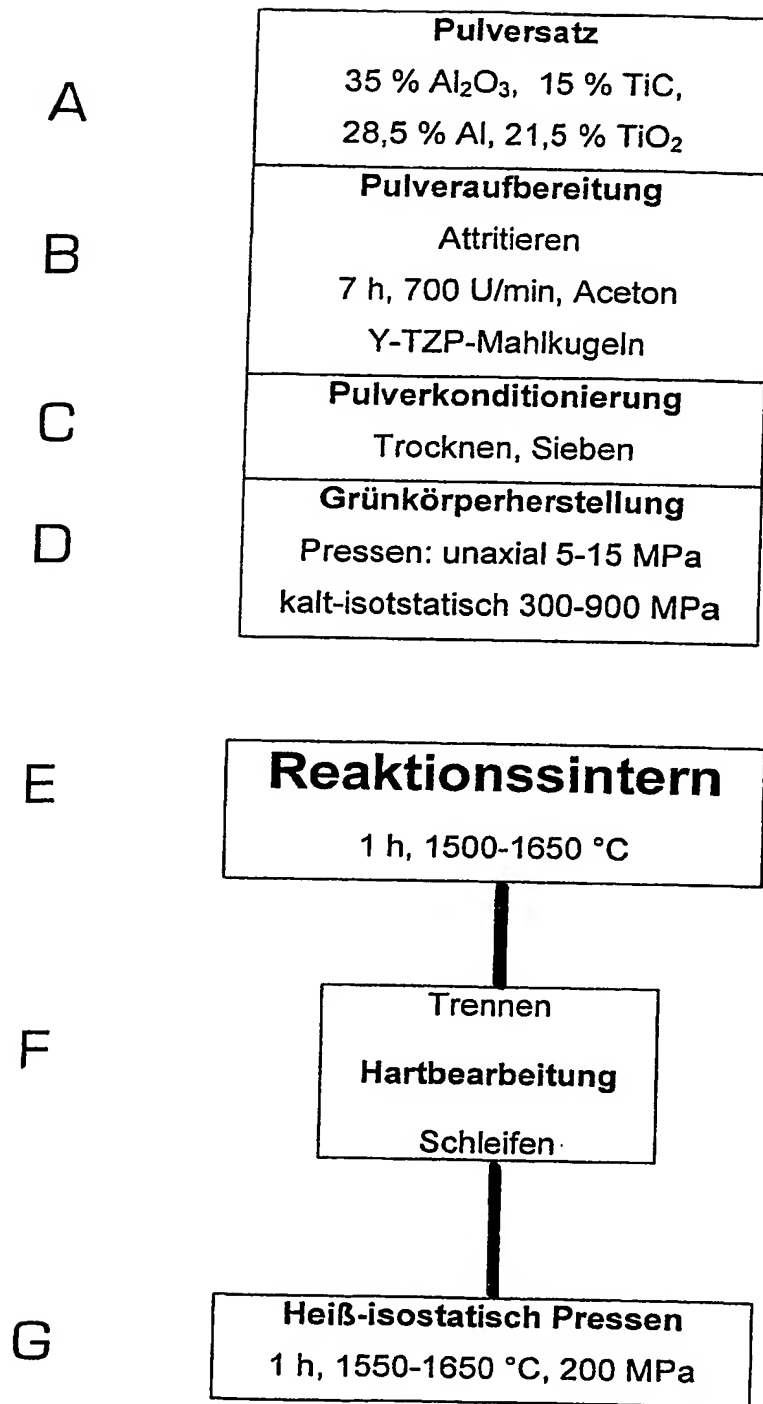 A
Pulversatz
35 % Al₂O₃, 15 % TiC,
28,5 % Al, 21,5 % TiO₂
B
Pulveraufbereitung
Attritieren
7 h, 700 U/min, Aceton
Y-TZP-Mahlkugeln
C
Pulverkonditionierung
Trocknen, Sieben
D
Grünkörperherstellung
Pressen: unaxial 5-15 MPa
kalt-isotstatisch 300-900 MPa
E
Reaktionssintern
1 h, 1500-1650 °C
F
Trennen
Hartbearbeitung
Schleifen
G
Heiß-isostatisch Pressen
1 h, 1550-1650 °C, 200 MPa